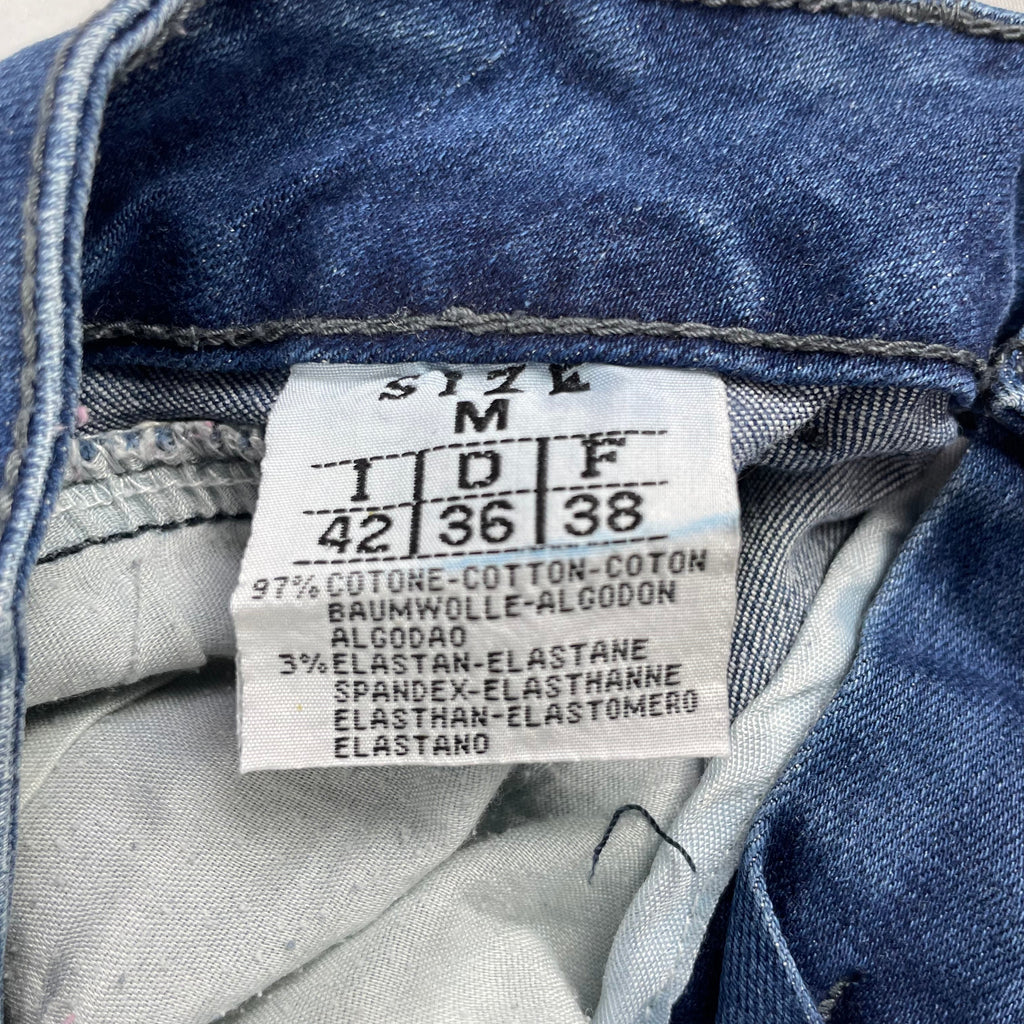 SIZE
M
I D F
42 36 38
97% COTONE-COTTON-COTON
BAUMWOLLE-ALGODON
ALGODAO
3% ELASTAN-ELASTANE
SPANDEX-ELASTHANNE
ELASTHAN-ELASTOMERO
ELASTANO